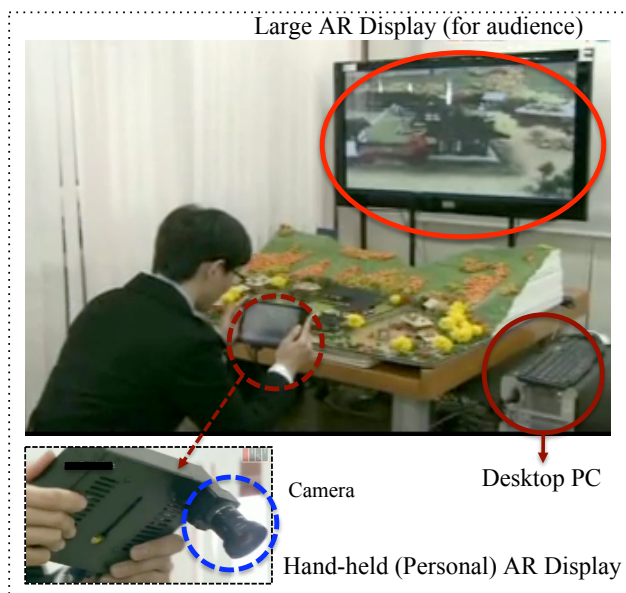 Large AR Display (for audience)
Desktop PC
Camera
Hand-held (Personal) AR Display